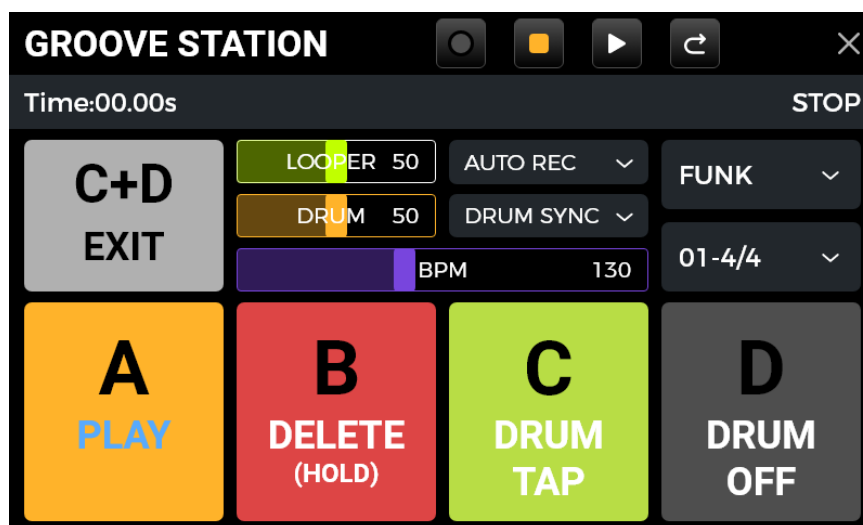 GROOVE STATION
Time:00.00s STOP
C+D
EXIT
LOOPER 50
AUTO REC
FUNK
DRUM 50
DRUM SYNC
BPM 130
01-4/4
A
PLAY
B
DELETE
(HOLD)
C
DRUM
TAP
D
DRUM
OFF